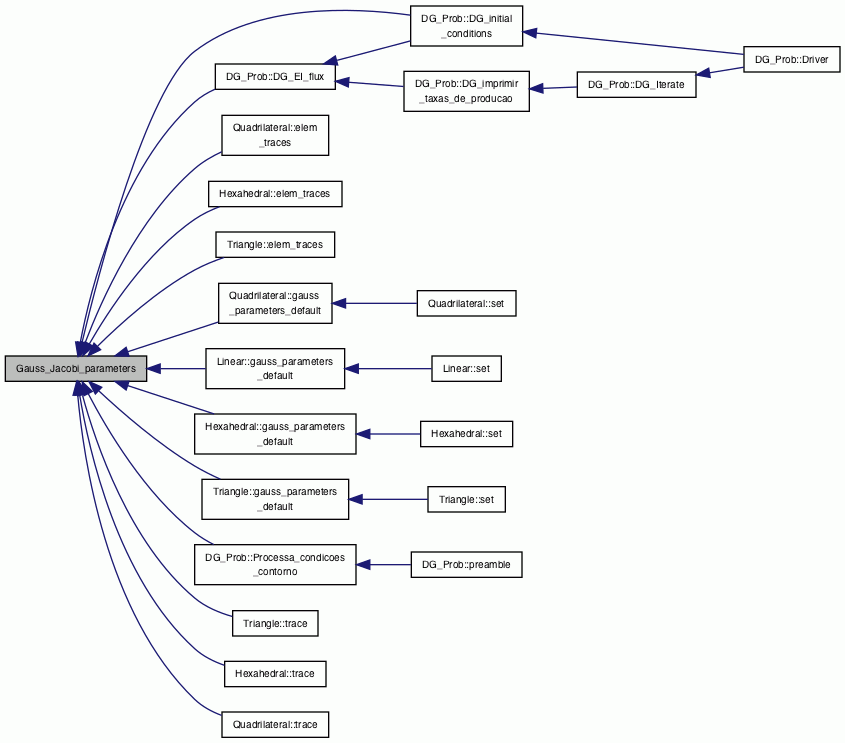 DG_Prob::DG_initial
_conditions
DG_Prob::Driver
DG_Prob::DG_EI_flux
DG_Prob::DG_imprimir
_taxas_de_producao
DG_Prob::DG_Iterate
Quadrilateral::elem
_traces
Hexahedral::elem_traces
Triangle::elem_traces
Quadrilateral::gauss
_parameters_default
Quadrilateral::set
Gauss_Jacobi_parameters
Linear::gauss_parameters
_default
Linear::set
Hexahedral::gauss_parameters
_default
Hexahedral::set
Triangle::gauss_parameters
_default
Triangle::set
DG_Prob::Processa_condicoes
_contorno
DG_Prob::preamble
Triangle::trace
Hexahedral::trace
Quadrilateral::trace